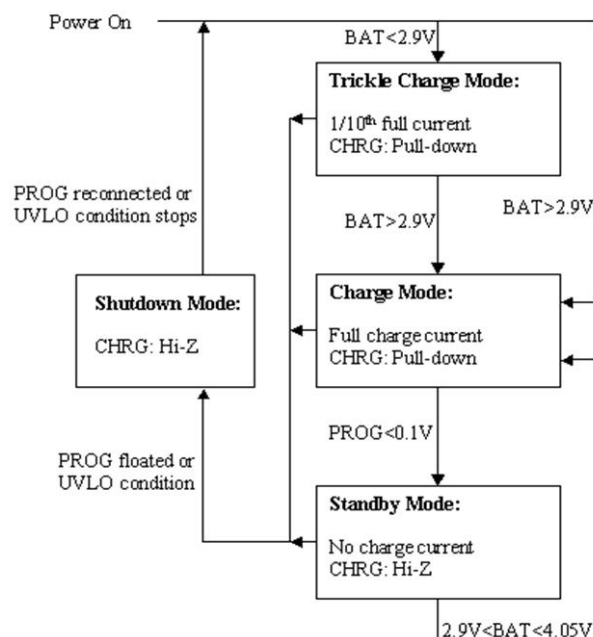 Power On
BAT<2.9V
Trickle Charge Mode:
1/10th full current
CHRG: Pull-down
PROG reconnected or
UVLO condition stops
BAT>2.9V
BAT>2.9V
Shutdown Mode:
CHRG: Hi-Z
Charge Mode:
Full charge current
CHRG: Pull-down
PROG<0.1V
PROG floated or
UVLO condition
Standby Mode:
No charge current
CHRG: Hi-Z
2.9V<BAT<4.05V